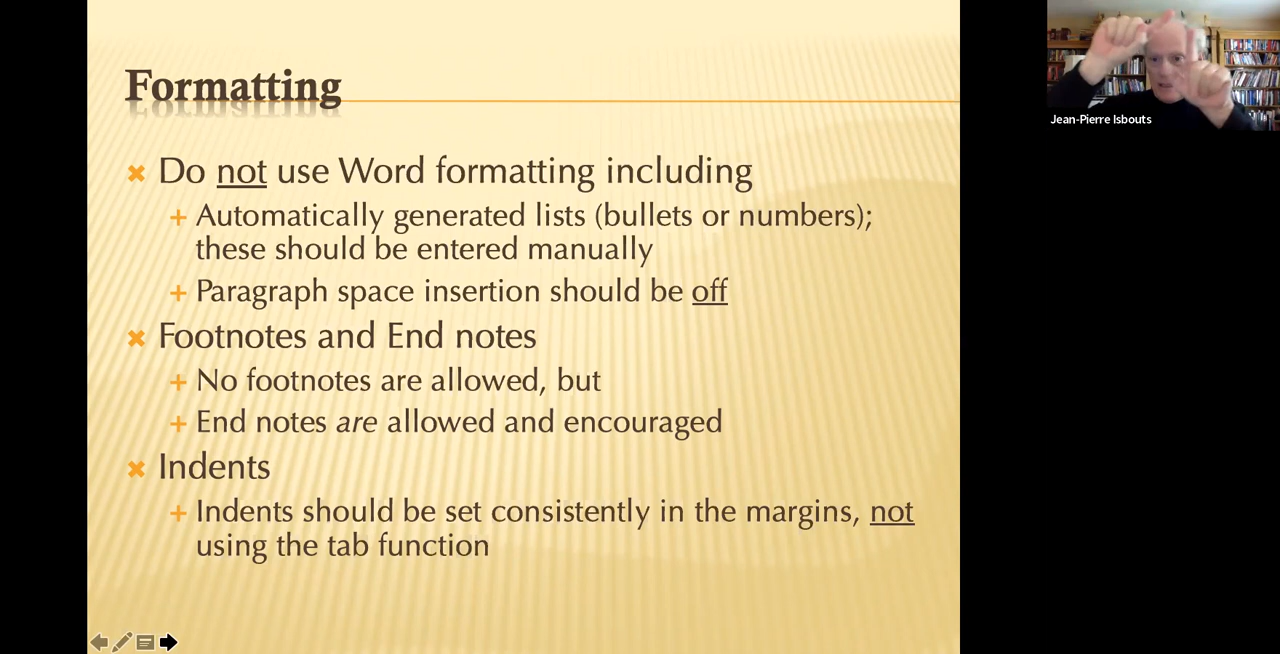 Formatting
Do not use Word formatting including
Automatically generated lists (bullets or numbers);
these should be entered manually
Paragraph space insertion should be off
Footnotes and End notes
No footnotes are allowed, but
End notes are allowed and encouraged
Indents
Indents should be set consistently in the margins, not
using the tab function
Jean-Pierre Isbouts